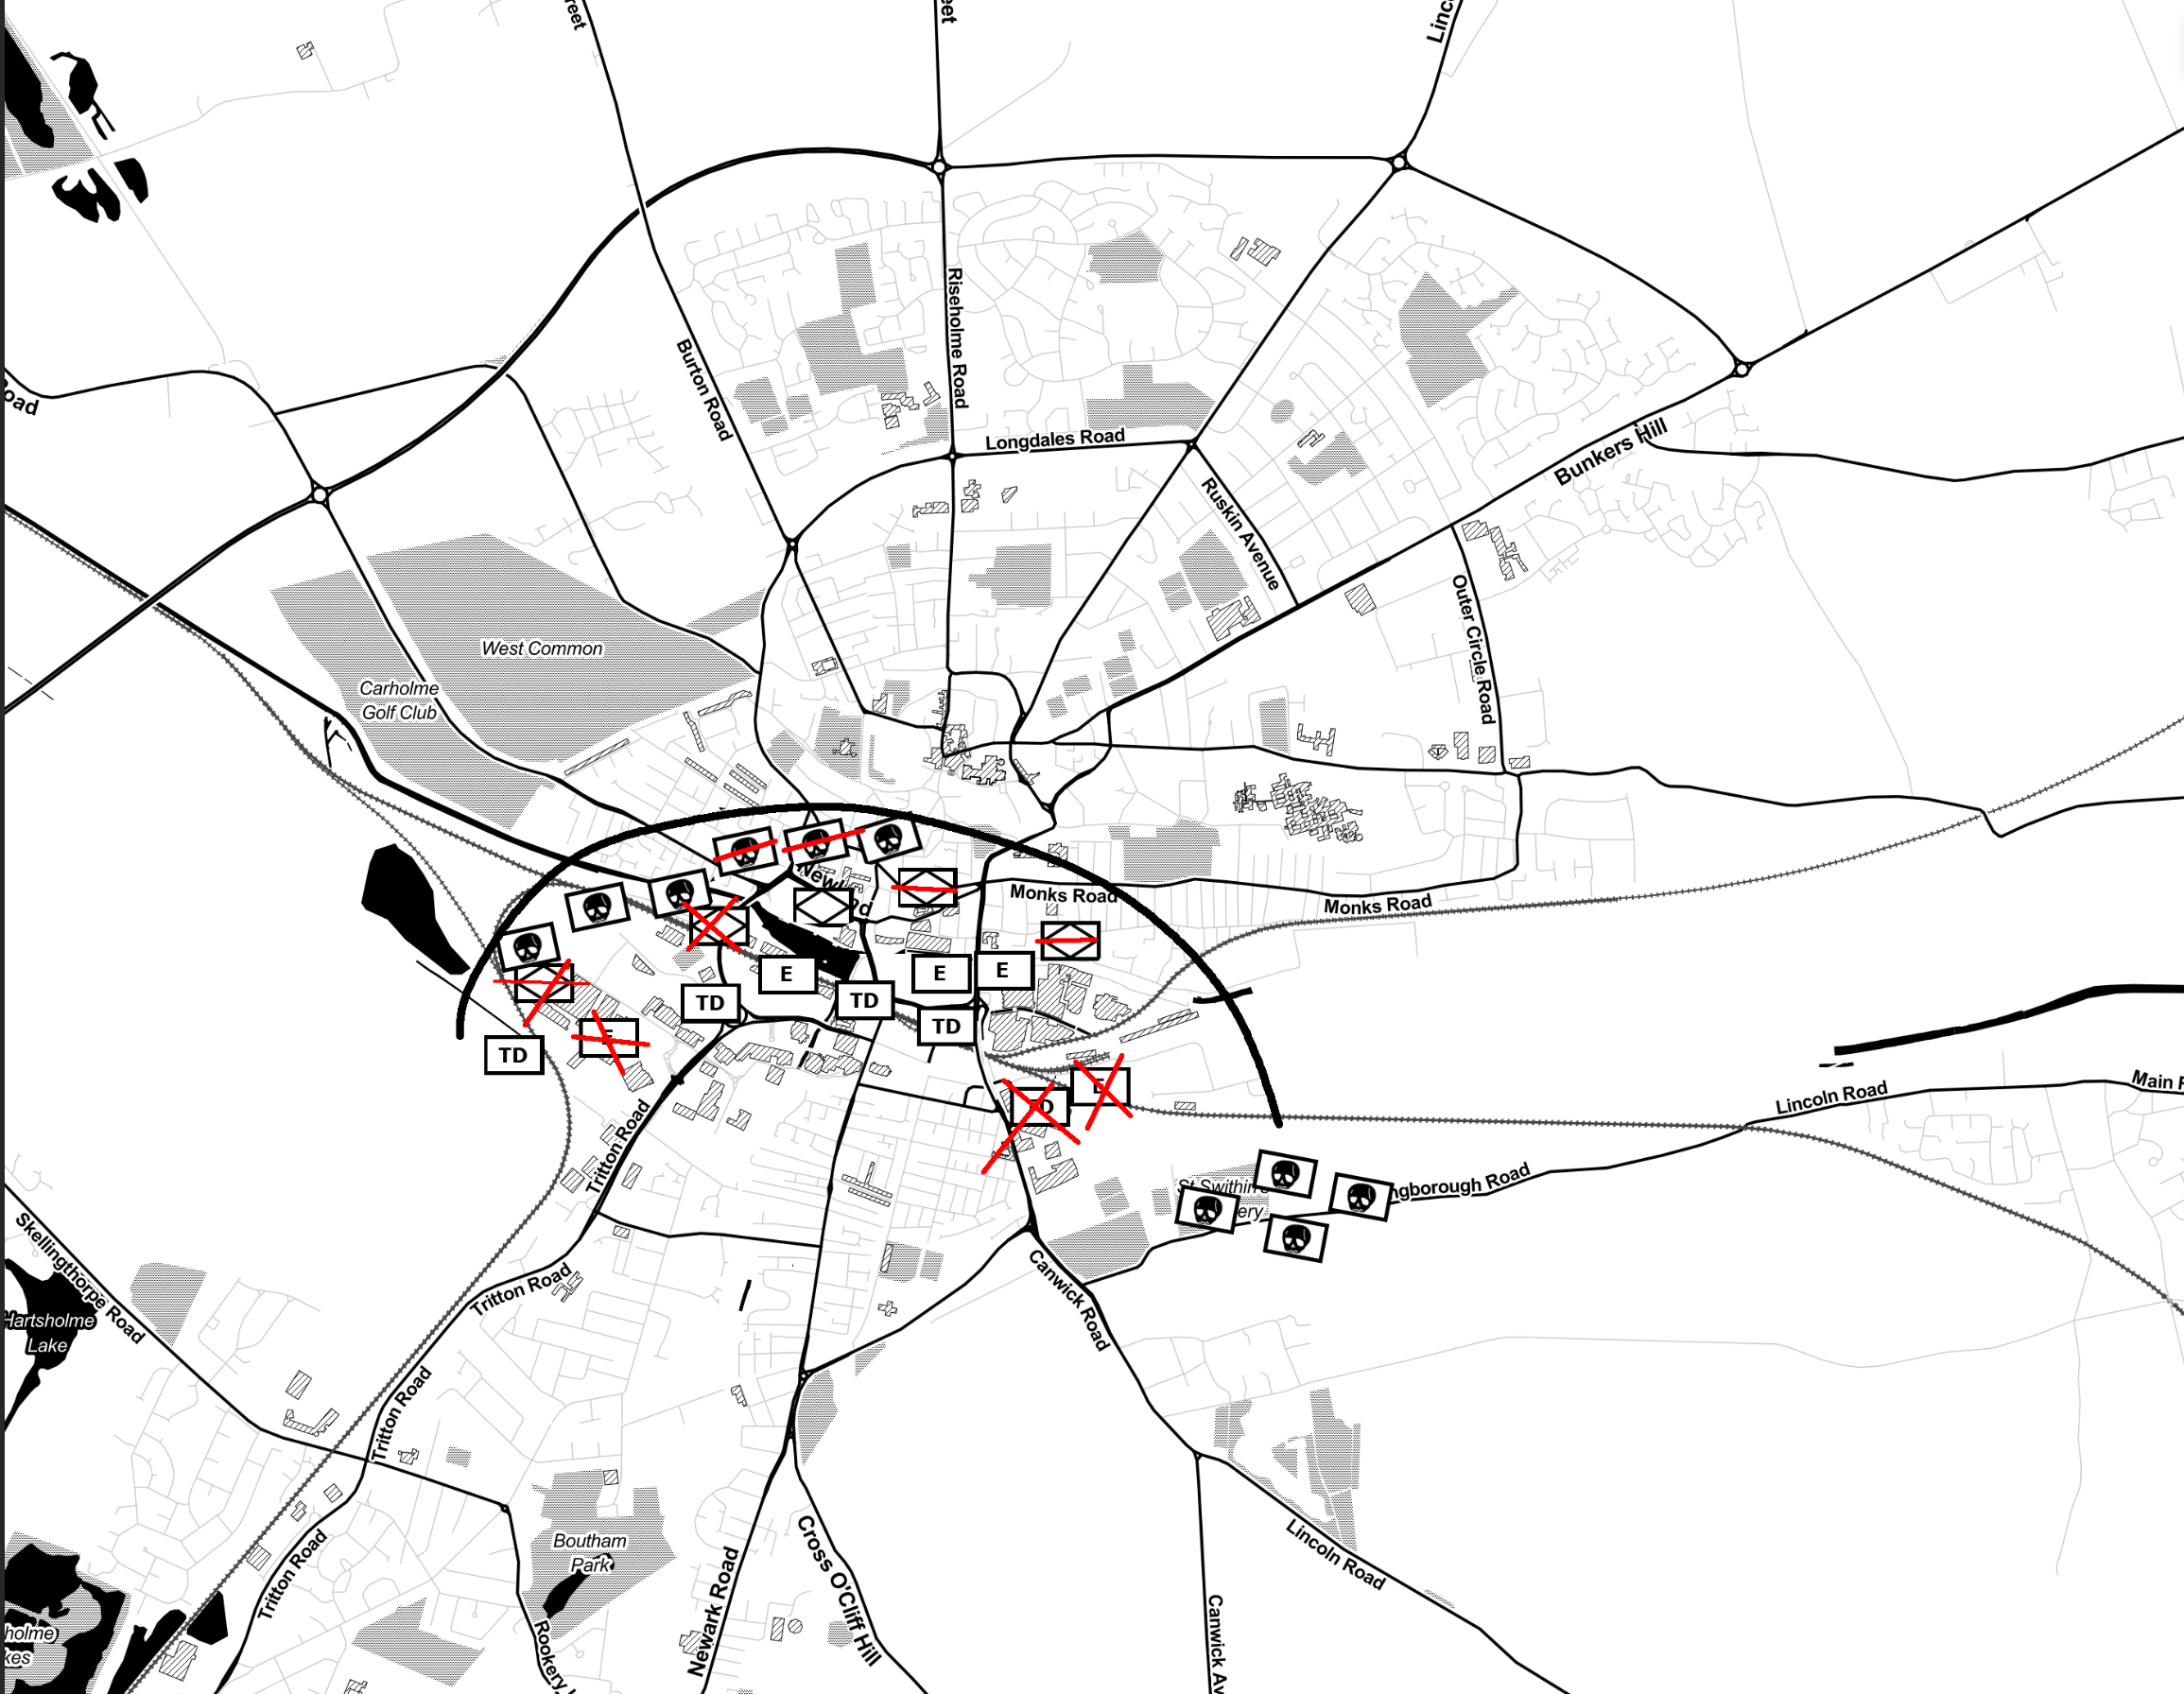 reet
eet
Linc
oad
Burton Road
Riseholme Road
Longdales Road
Ruskin Avenue
Bunkers Hill
Outer Circle Road
West Common
Carholme
Golf Club
Monks Road
Monks Road
E
E
E
TD
TD
TD
TD
E
Tritton Road
St Swithin's
ery
ngborough Road
Lincoln Road
Main R
Skellingthorpe Road
Hartsholme
Lake
Tritton Road
Canwick Road
Tritton Road
Tritton Road
Boutham
Park
Newark Road
Cross O'Cliff Hill
Lincoln Road
Canwick Av
Rookery L
holme
kes